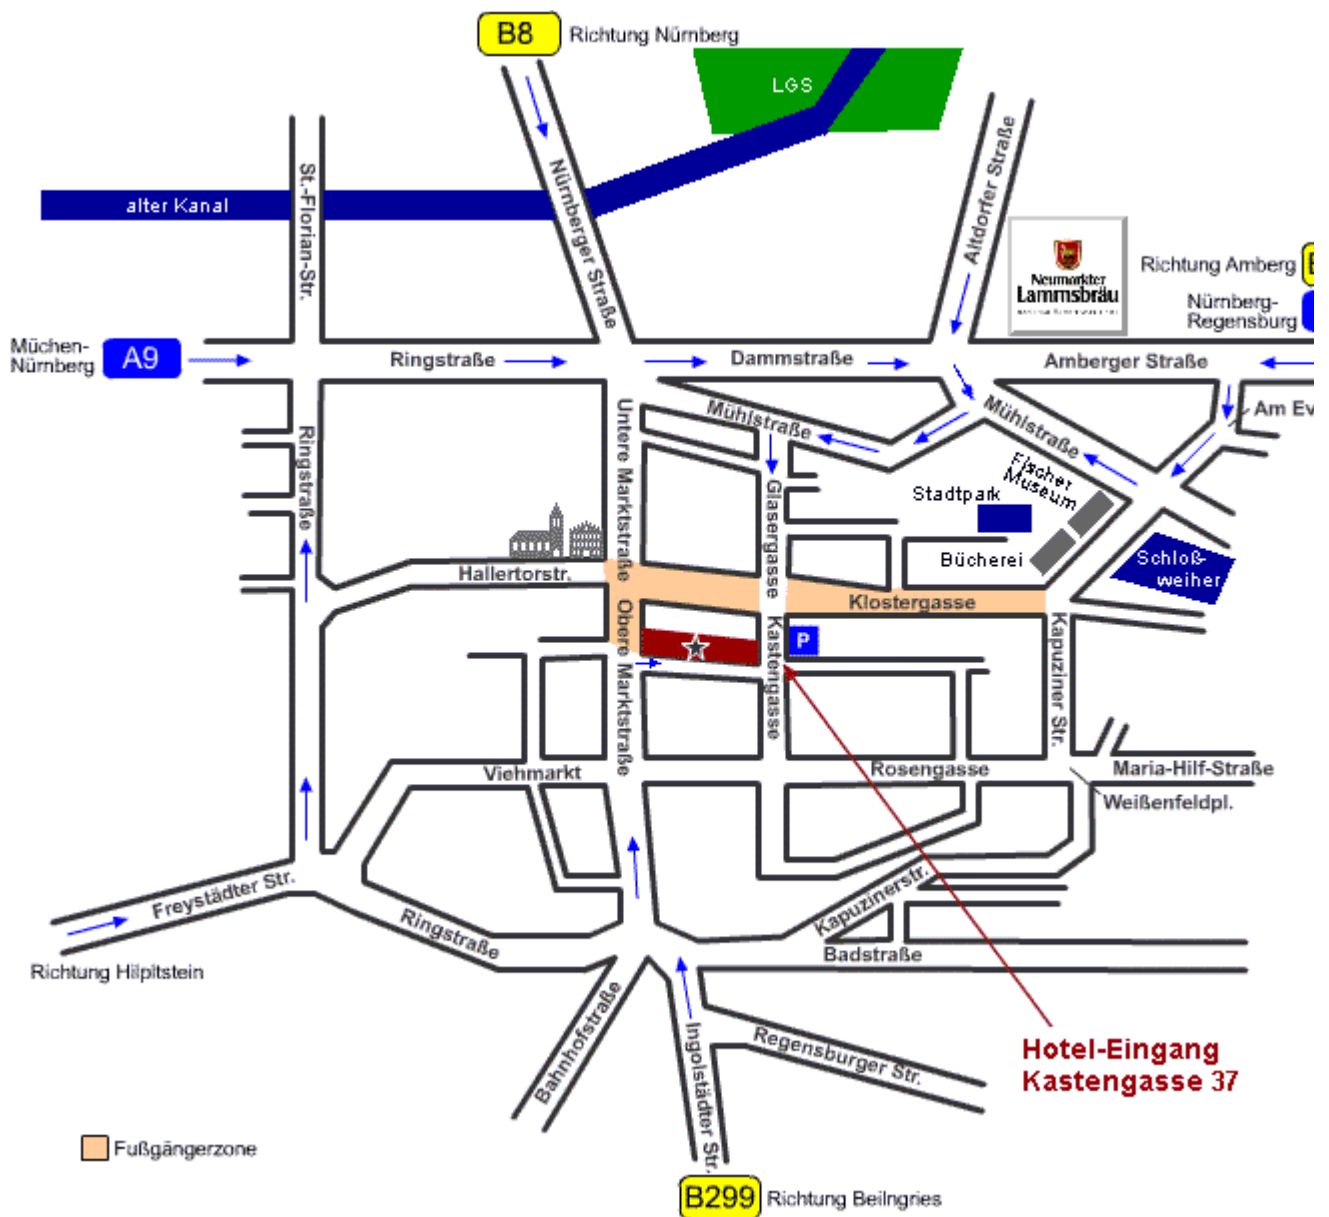 B8 Richtung Nürnberg
LGS
St.-Florian-Str.
alter Kanal
Nürnberger Straße
Altdorfer Straße
Neumarkter
Lammsbräu
Richtung Amberg
Nürnberg-
Regensburg
Müchen-
Nürnberg
A9
Ringstraße
Dammstraße
Amberger Straße
Am Ev
Mühlstraße
Mühlstraße
Ringstraße
Untere Marktstraße
Glasergasse
Fischer
Museum
Stadtpark
Bücherei
Schloß-
weiher
Hallertorstr.
Klostergasse
Obere Marktstraße
Kastengasse
P
Kapuziner Str.
Viehmarkt
Rosengasse
Maria-Hilf-Straße
Weißenfeldpl.
Freystädter Str.
Ringstraße
Kapuzinerstr.
Badstraße
Richtung Hilpltstein
Bahnhofstraße
Ingolstädter Str.
Regensburger Str.
Hotel-Eingang
Kastengasse 37
Fußgängerzone
B299 Richtung Beilngries